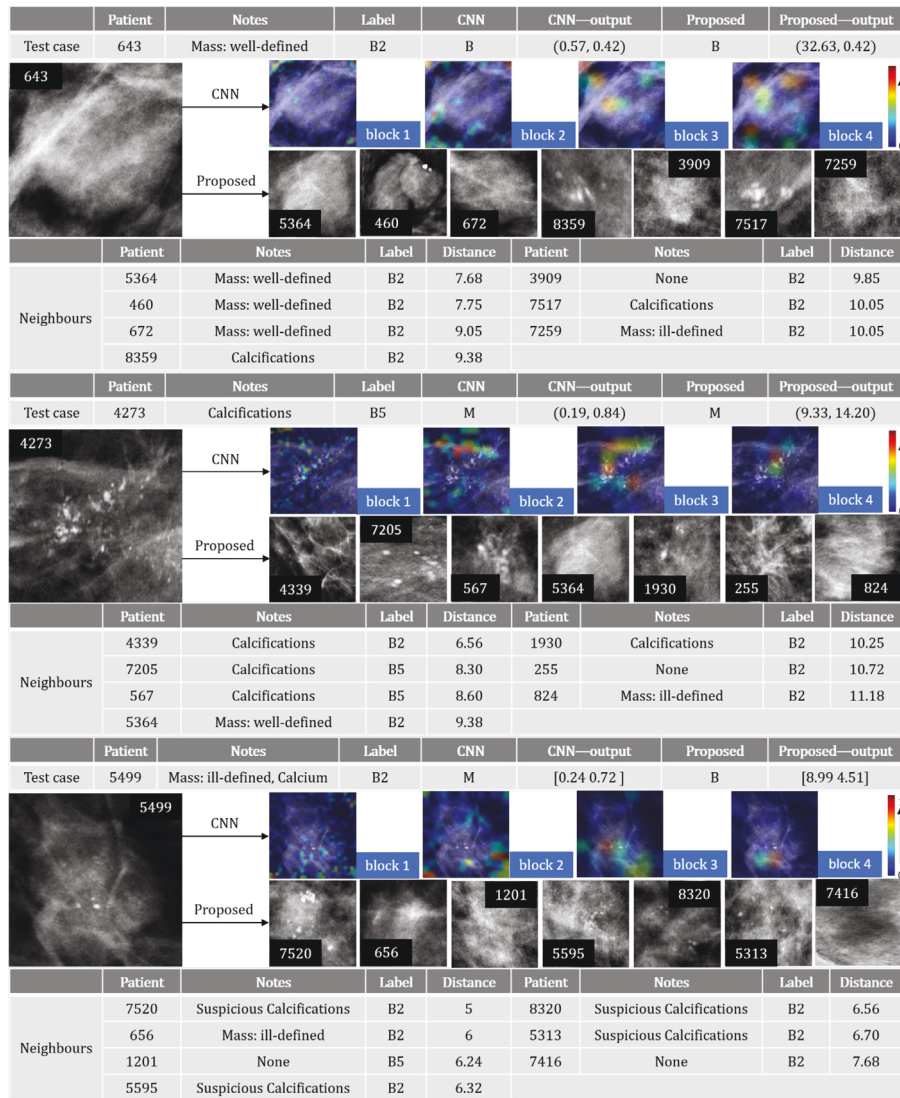 Patient Notes Label CNN CNN—output Proposed Proposed—output
Test case 643 Mass: well-defined B2 B (0.57, 0.42) B (32.63, 0.42)
643
CNN
block 1 block 2 block 3 block 4
Proposed
5364 460 672 8359 3909 7517 7259
Patient Notes Label Distance Patient Notes Label Distance
Neighbours
5364 Mass: well-defined B2 7.68 3909 None B2 9.85
460 Mass: well-defined B2 7.75 7517 Calcifications B2 10.05
672 Mass: well-defined B2 9.05 7259 Mass: ill-defined B2 10.05
8359 Calcifications B2 9.38
Patient Notes Label CNN CNN—output Proposed Proposed—output
Test case 4273 Calcifications B5 M (0.19, 0.84) M (9.33, 14.20)
4273
CNN
block 1 block 2 block 3 block 4
Proposed
4339 7205 567 5364 1930 255 824
Patient Notes Label Distance Patient Notes Label Distance
Neighbours
4339 Calcifications B2 6.56 1930 Calcifications B2 10.25
7205 Calcifications B5 8.30 255 None B2 10.72
567 Calcifications B5 8.60 824 Mass: ill-defined B2 11.18
5364 Mass: well-defined B2 9.38
Patient Notes Label CNN CNN—output Proposed Proposed—output
Test case 5499 Mass: ill-defined, Calcium B2 M [0.24 0.72 ] B [8.99 4.51]
5499
CNN
block 1 block 2 block 3 block 4
Proposed
7520 656 1201 5595 8320 5313 7416
Patient Notes Label Distance Patient Notes Label Distance
Neighbours
7520 Suspicious Calcifications B2 5 8320 Suspicious Calcifications B2 6.56
656 Mass: ill-defined B2 6 5313 Suspicious Calcifications B2 6.70
1201 None B5 6.24 7416 None B2 7.68
5595 Suspicious Calcifications B2 6.32